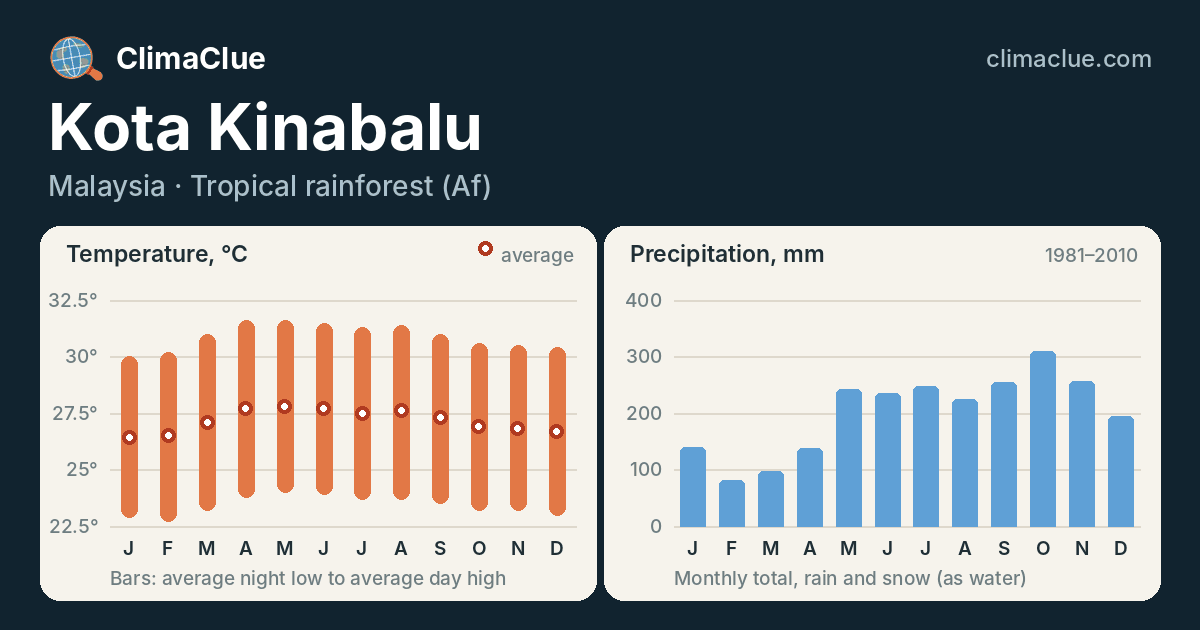 ClimaClue
climaclue.com
Kota Kinabalu
Malaysia · Tropical rainforest (Af)
Temperature, °C
average
32.5°
30°
27.5°
25°
22.5°
J F M A M J J A S O N D
Bars: average night low to average day high
Precipitation, mm
1981–2010
400
300
200
100
0
J F M A M J J A S O N D
Monthly total, rain and snow (as water)